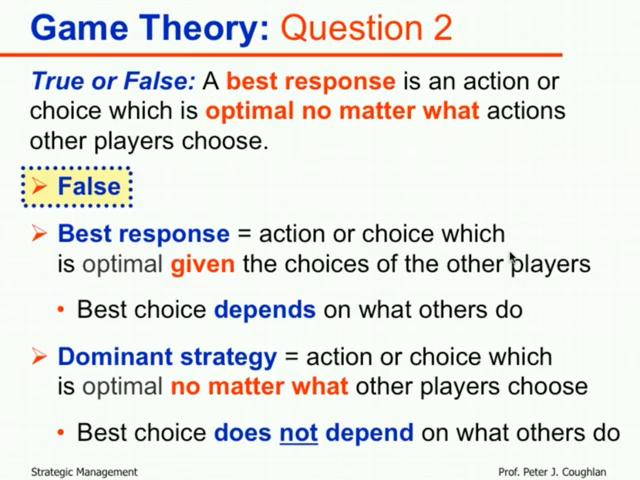 Game Theory: Question 2
True or False: A best response is an action or
choice which is optimal no matter what actions
other players choose.
➢ False
➢ Best response = action or choice which
is optimal given the choices of the other players
• Best choice depends on what others do
➢ Dominant strategy = action or choice which
is optimal no matter what other players choose
• Best choice does not depend on what others do
Strategic Management
Prof. Peter J. Coughlan